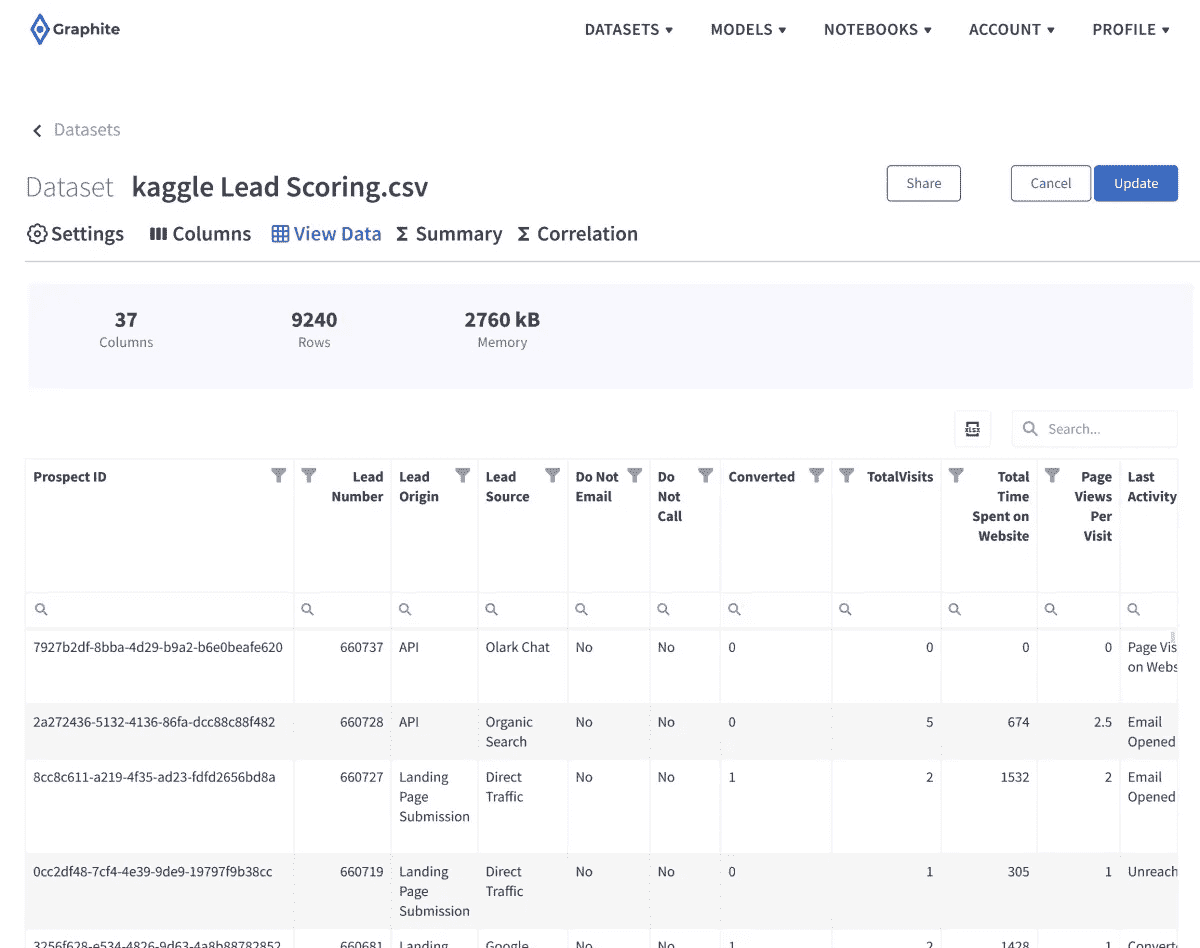 Graphite
DATASETS ▾ MODELS ▾ NOTEBOOKS ▾ ACCOUNT ▾ PROFILE ▾
Datasets
Dataset kaggle Lead Scoring.csv
Share Cancel Update
Settings Columns View Data Σ Summary Σ Correlation
37 9240 2760 kB
Columns Rows Memory
XLSX Search...
Prospect ID Lead Number Lead Origin Lead Source Do Not Email Do Not Call Converted TotalVisits Total Time Spent on Website Page Views Per Visit Last Activity
7927b2df-8bba-4d29-b9a2-b6e0beafe620 660737 API Olark Chat No No 0 0 0 0 Page Vis
on Webs
2a272436-5132-4136-86fa-dcc88c88f482 660728 API Organic No No 0 5 674 2.5 Email
Search Opened
8cc8c611-a219-4f35-ad23-fdfd2656bd8a 660727 Landing Direct No No 1 2 1532 2 Email
Page Traffic Opened
Submission
0cc2df48-7cf4-4e39-9de9-19797f9b38cc 660719 Landing Direct No No 0 1 305 1 Unreach
Page Traffic
Submission
3256f628-e534-4826-9d63-4a8b88782852 660681 Landing Google No No 1 2 1428 1 Convert